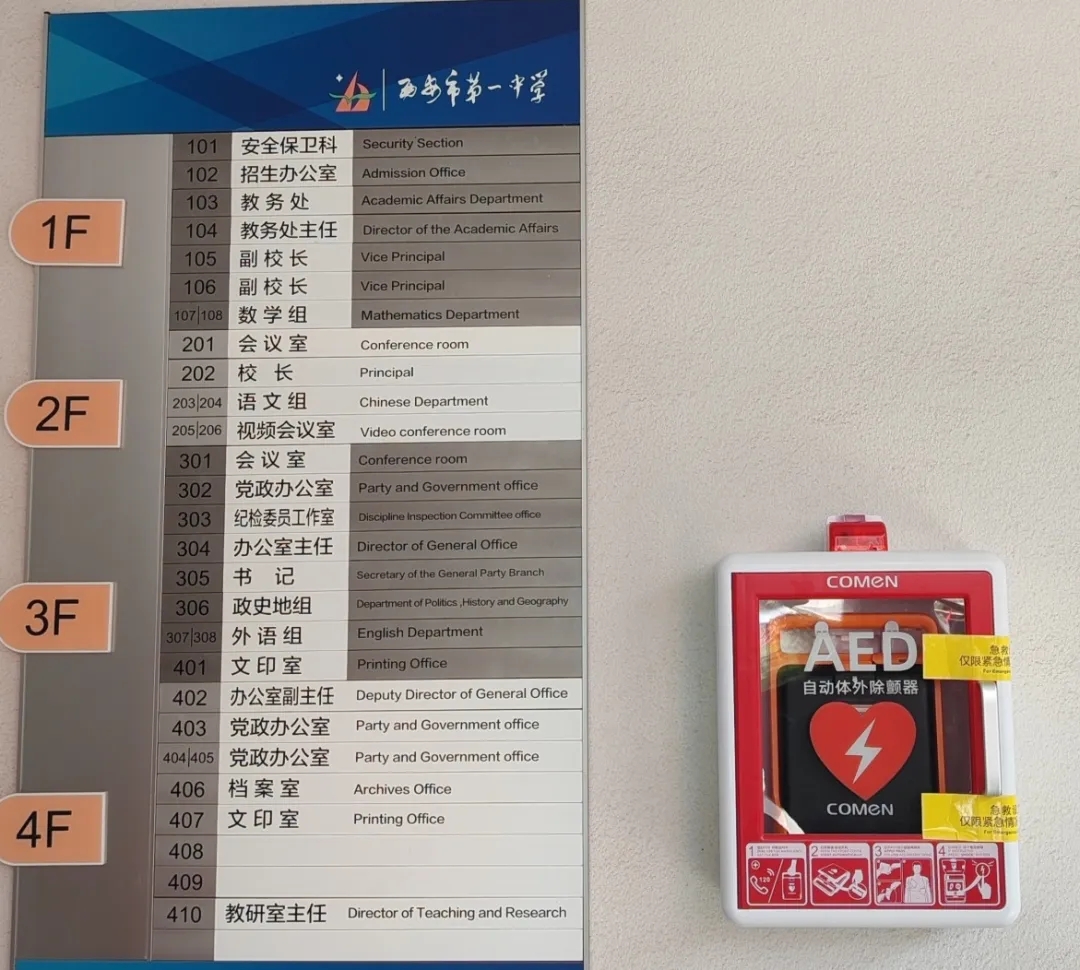 西安市第一中学
1F
101 安全保卫科 Security Section
102 招生办公室 Admission Office
103 教务处 Academic Affairs Department
104 教务处主任 Director of the Academic Affairs
105 副校长 Vice Principal
106 副校长 Vice Principal
107|108 数学组 Mathematics Department
2F
201 会议室 Conference room
202 校长 Principal
203|204 语文组 Chinese Department
205|206 视频会议室 Video conference room
3F
301 会议室 Conference room
302 党政办公室 Party and Government office
303 纪检委员工作室 Discipline Inspection Committee office
304 办公室主任 Director of General Office
305 书记 Secretary of the General Party Branch
306 政史地组 Department of Politics ,History and Geography
307|308 外语组 English Department
4F
401 文印室 Printing Office
402 办公室副主任 Deputy Director of General Office
403 党政办公室 Party and Government office
404|405 党政办公室 Party and Government office
406 档案室 Archives Office
407 文印室 Printing Office
408
409
410 教研室主任 Director of Teaching and Research
COMEN
AED
自动体外除颤器
COMEN
急救
仅限紧急情
急救
仅限紧急情
1
120
2
3
4